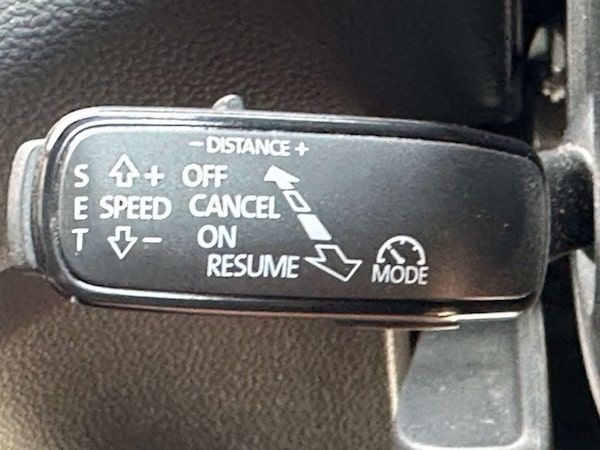 − DISTANCE +
S + OFF
E SPEED CANCEL
T − ON
RESUME
MODE